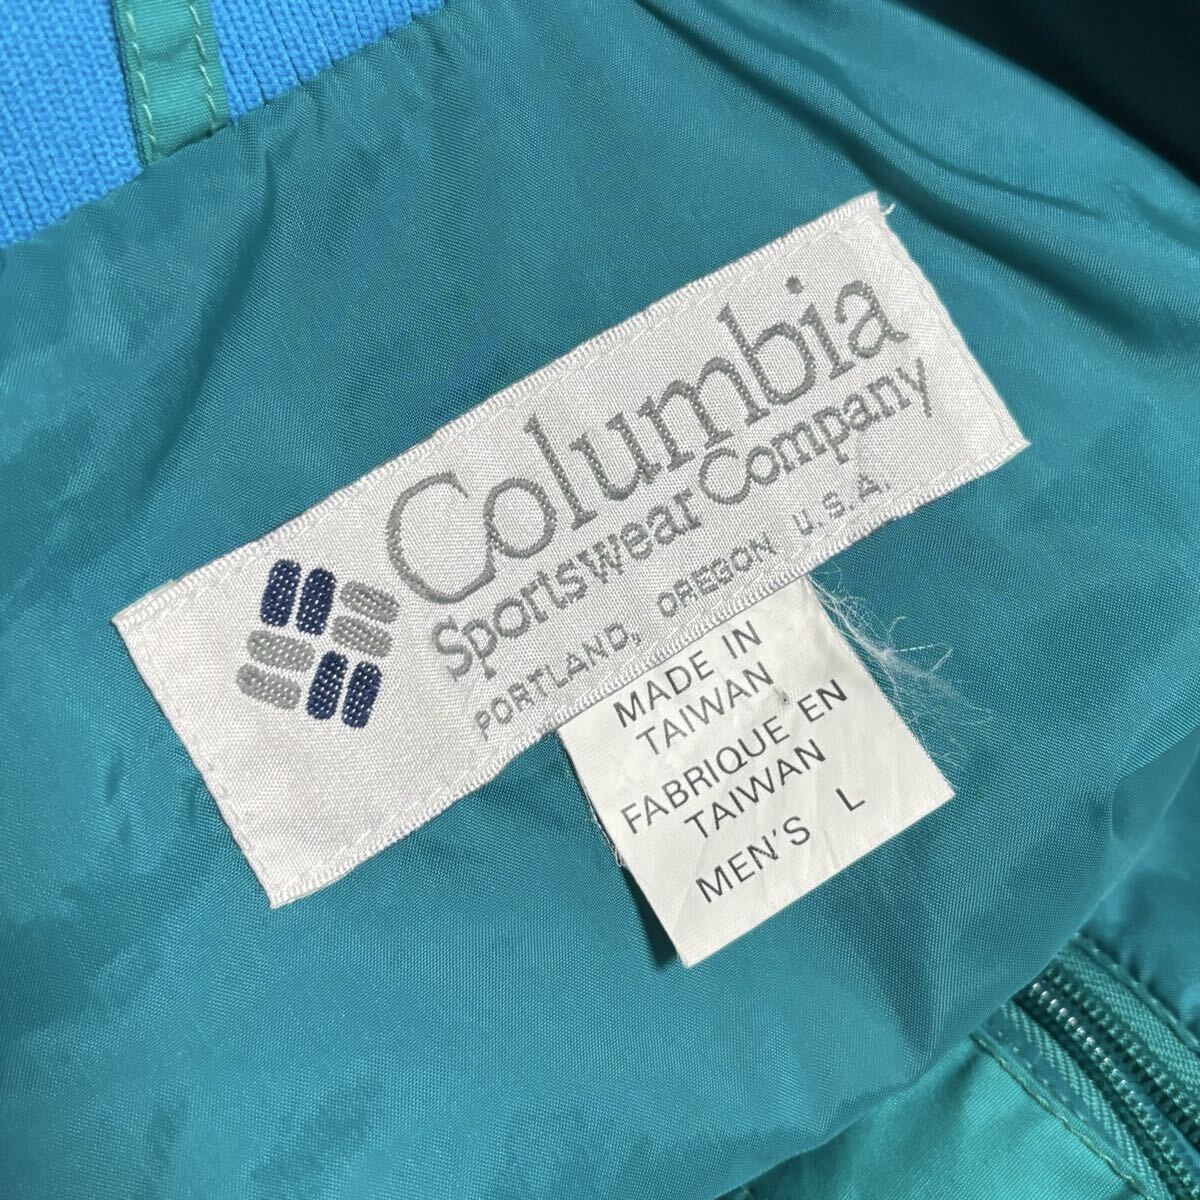 Columbia
Sportswear Company
PORTLAND, OREGON U.S.A.
MADE IN
TAIWAN
FABRIQUE EN
TAIWAN
MEN'S L